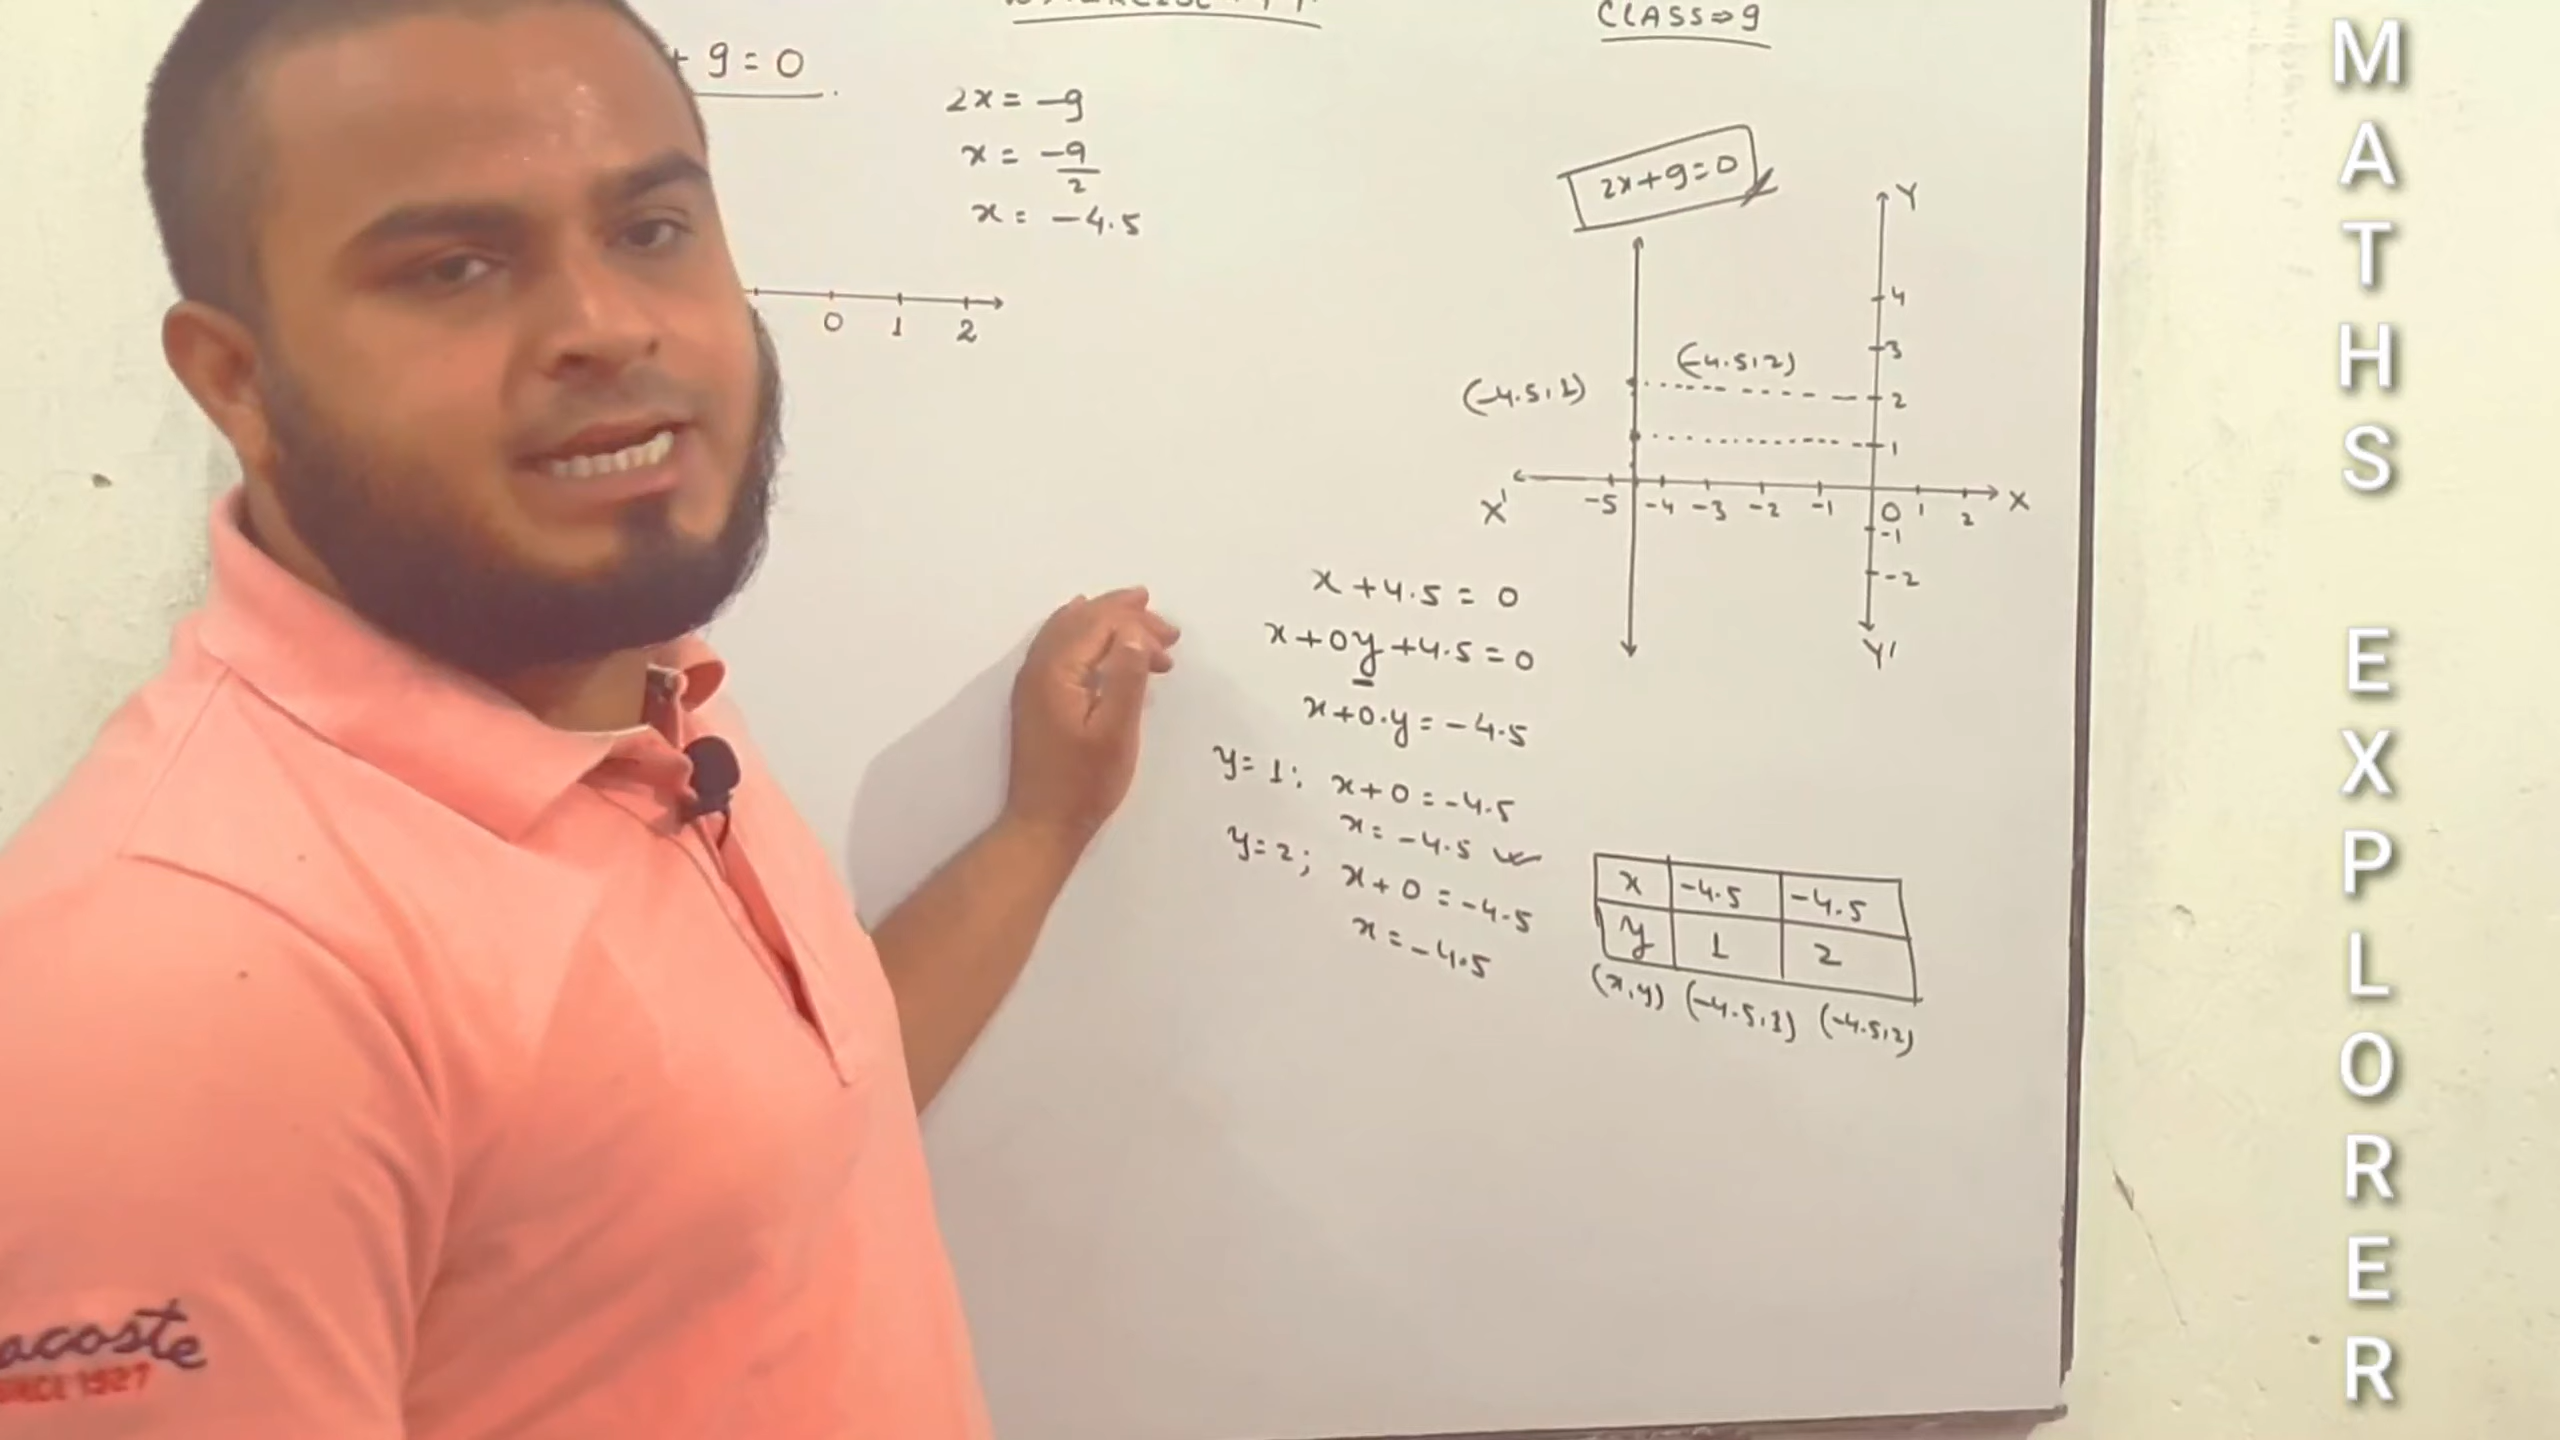 CLASS⇒9
+ 9 = 0
2x = -9
x = -9/2
x = -4.5
0 1 2
2x+9=0
Y
4
3
(-4.5,2)
2
(-4.5,1)
1
X' -5 -4 -3 -2 -1 0 1 2 X
-1
-2
Y'
x + 4.5 = 0
x + 0y + 4.5 = 0
x + 0.y = -4.5
y = 1; x + 0 = -4.5
x = -4.5
y = 2; x + 0 = -4.5
x = -4.5
x -4.5 -4.5
y 1 2
(x,y) (-4.5,1) (-4.5,2)
acoste
SINCE 1927
MATHS EXPLORER